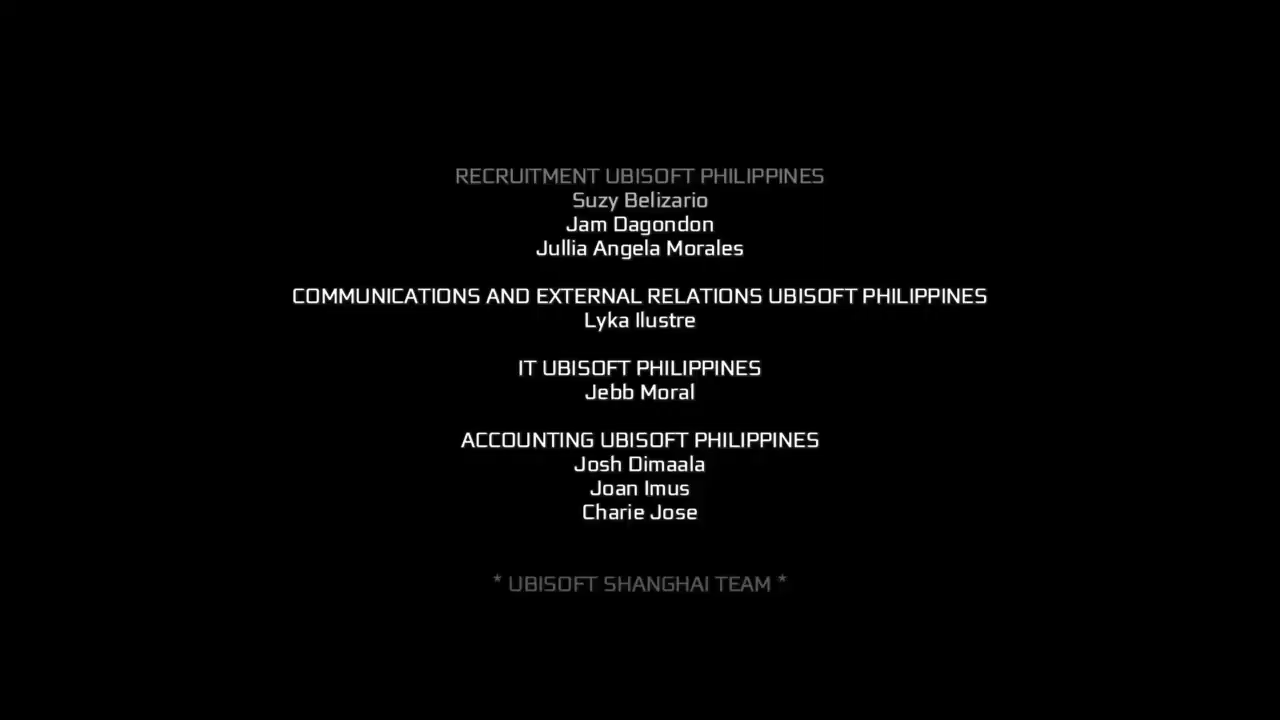 RECRUITMENT UBISOFT PHILIPPINES
Suzy Belizario
Jam Dagondon
Jullia Angela Morales
COMMUNICATIONS AND EXTERNAL RELATIONS UBISOFT PHILIPPINES
Lyka Ilustre
IT UBISOFT PHILIPPINES
Jebb Moral
ACCOUNTING UBISOFT PHILIPPINES
Josh Dimaala
Joan Imus
Charie Jose
* UBISOFT SHANGHAI TEAM *